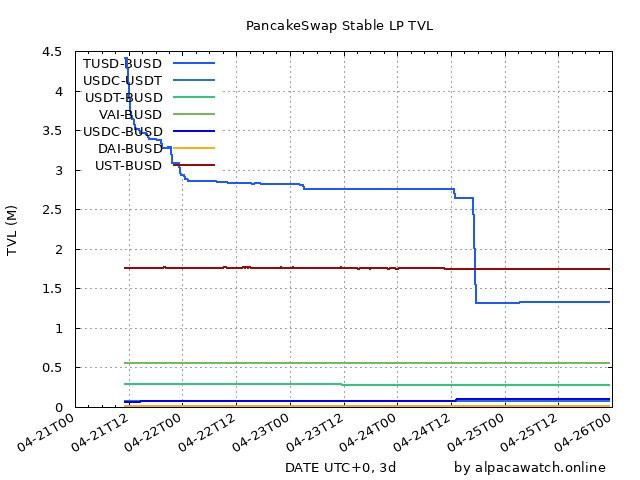 PancakeSwap Stable LP TVL
TVL (M)
4.5
4
3.5
3
2.5
2
1.5
1
0.5
0
TUSD-BUSD
USDC-USDT
USDT-BUSD
VAI-BUSD
USDC-BUSD
DAI-BUSD
UST-BUSD
04-21T00
04-21T12
04-22T00
04-22T12
04-23T00
04-23T12
04-24T00
04-24T12
04-25T00
04-25T12
04-26T00
DATE UTC+0, 3d
by alpacawatch.online